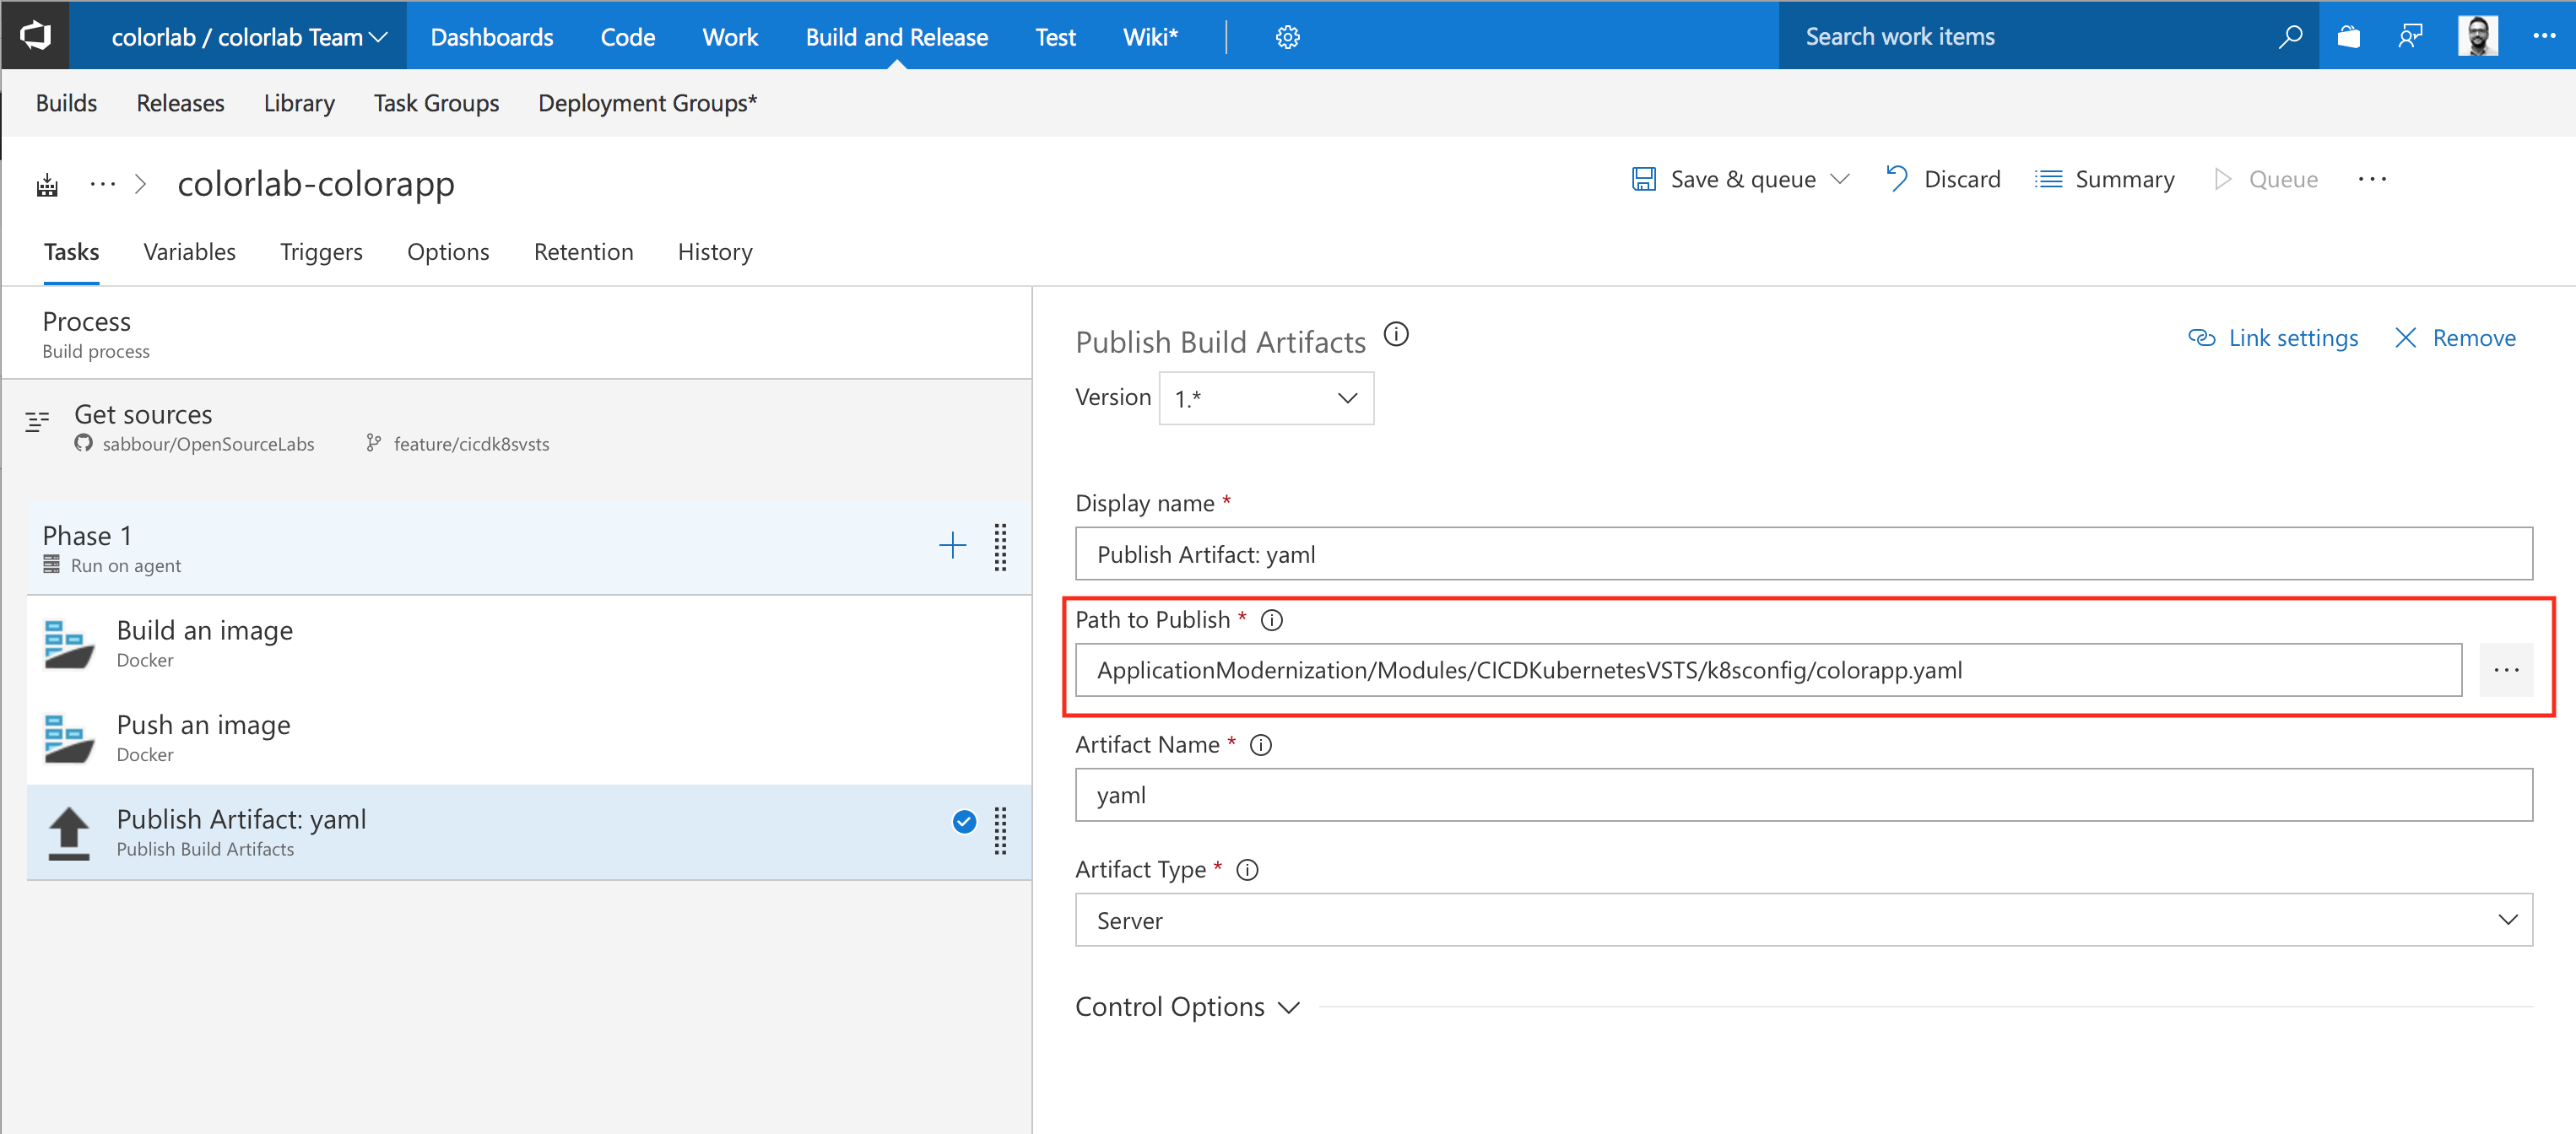 colorlab / colorlab Team Dashboards Code Work Build and Release Test Wiki* Search work items
Builds Releases Library Task Groups Deployment Groups*
··· colorlab-colorapp Save & queue Discard Summary Queue ···
Tasks Variables Triggers Options Retention History
Process
Build process
Get sources
sabbour/OpenSourceLabs feature/cicdk8svsts
Phase 1
Run on agent
Build an image
Docker
Push an image
Docker
Publish Artifact: yaml
Publish Build Artifacts
Publish Build Artifacts Link settings Remove
Version 1.*
Display name *
Publish Artifact: yaml
Path to Publish *
ApplicationModernization/Modules/CICDKubernetesVSTS/k8sconfig/colorapp.yaml ···
Artifact Name *
yaml
Artifact Type *
Server
Control Options